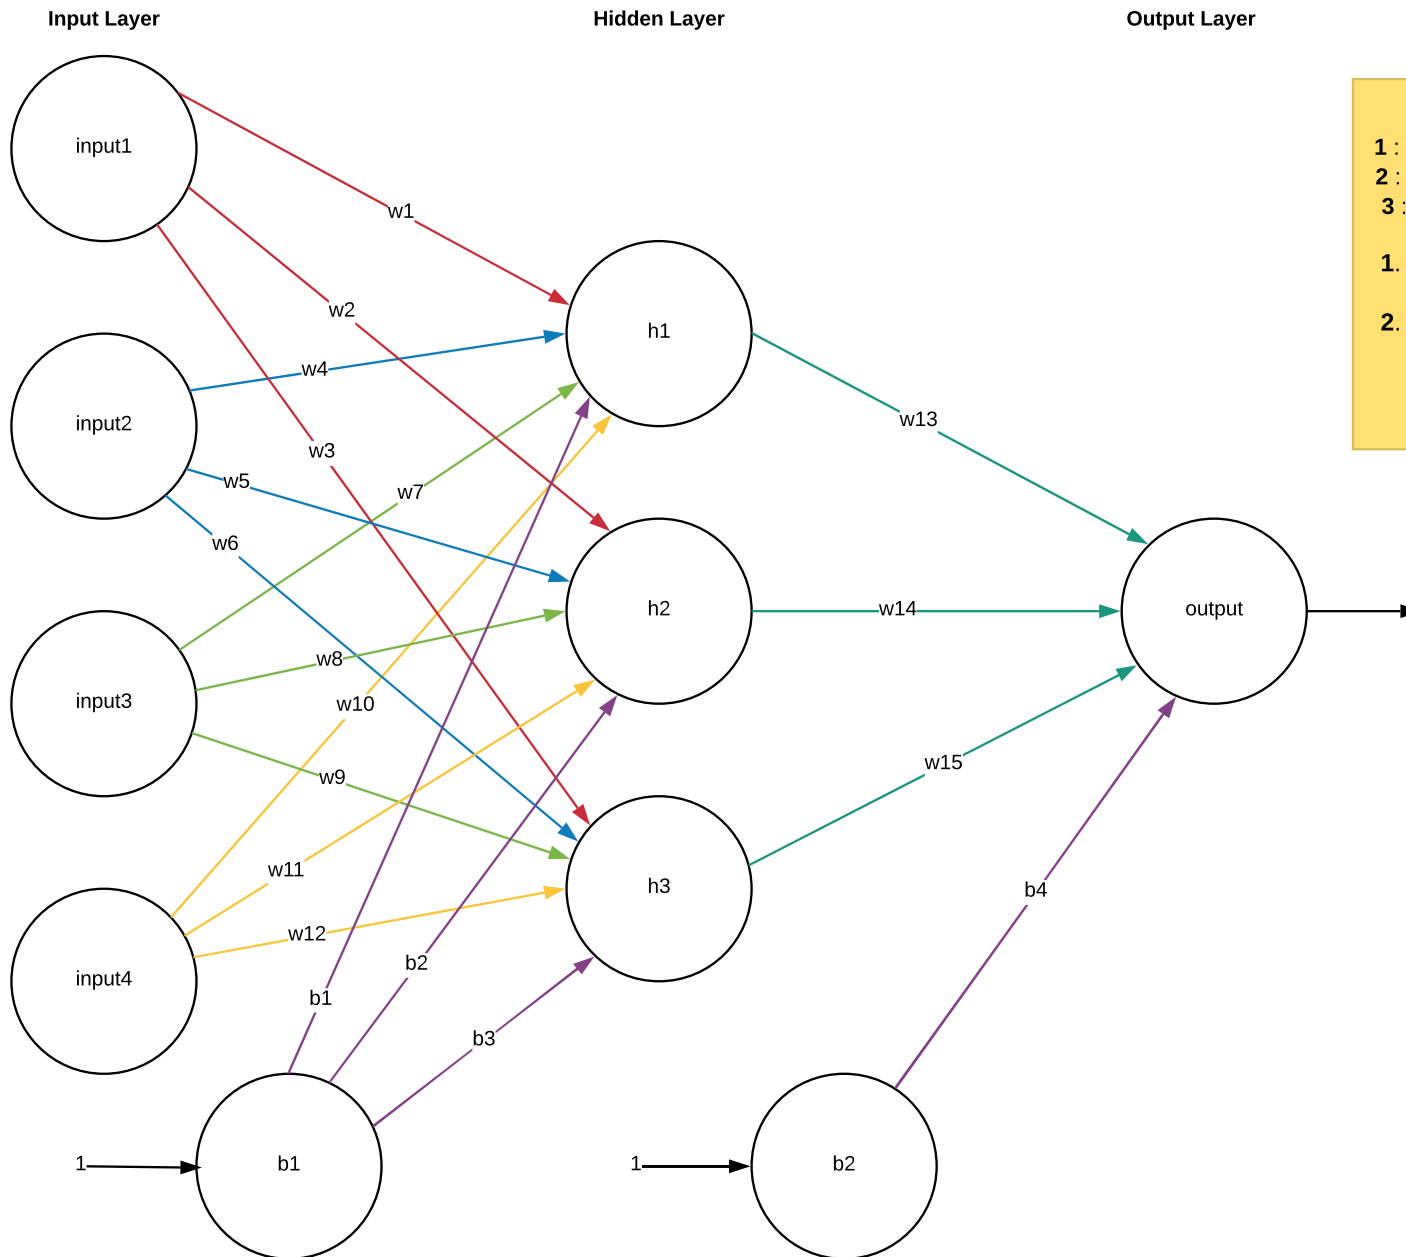 Input Layer
Hidden Layer
Output Layer
input1
w1
w2
h1
w4
input2
w3
w5
w7
w6
w13
1 :
2 :
3 :
1.
2.
h2
w14
output
w8
input3
w10
w9
w15
w11
h3
b4
w12
input4
b2
b1
b3
1
b1
1
b2